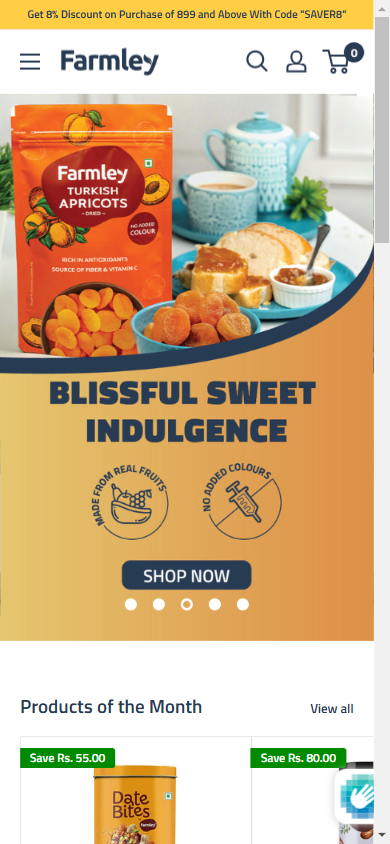 Get 8% Discount on Purchase of 899 and Above With Code "SAVER8"
Farmley
0
Farmley
TURKISH
APRICOTS
- DRIED -
NO ADDED
COLOUR
RICH IN ANTIOXIDANTS
SOURCE OF FIBER & VITAMIN C
BLISSFUL SWEET
INDULGENCE
MADE FROM REAL FRUITS
NO ADDED COLOURS
SHOP NOW
Products of the Month
View all
Save Rs. 55.00
Save Rs. 80.00
Date
Bites
Farmley